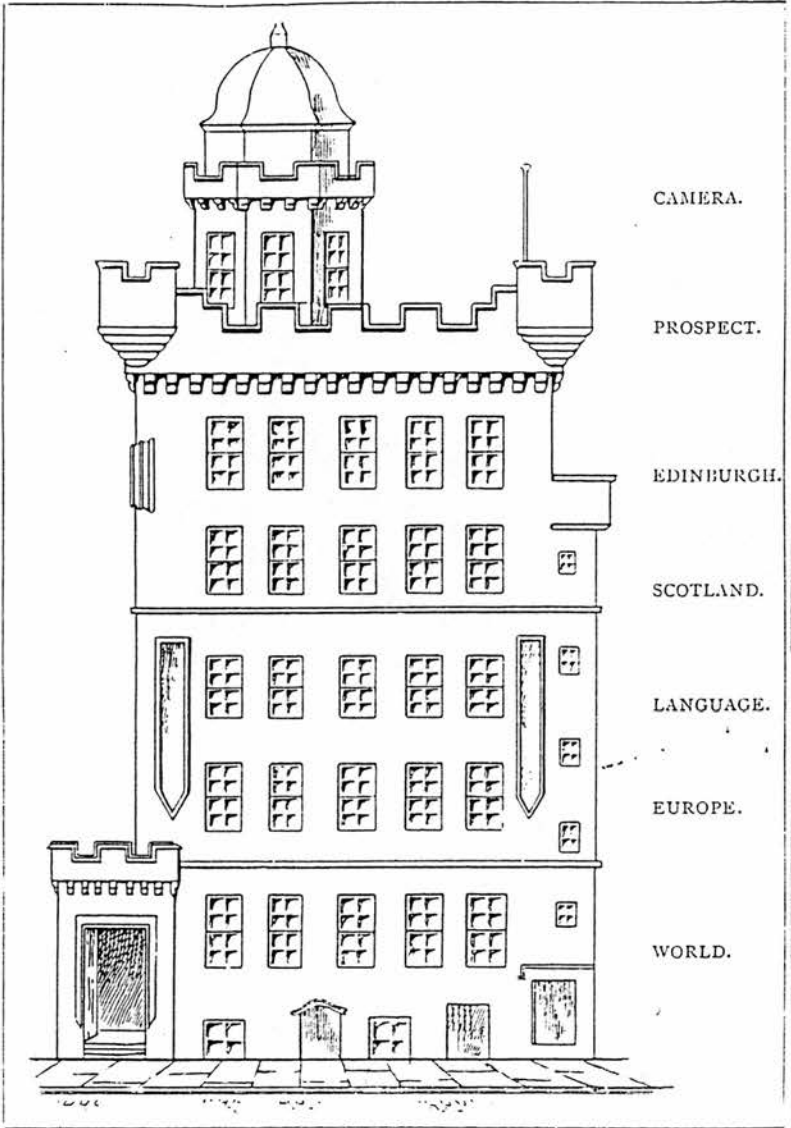 CAMERA.
PROSPECT.
EDINBURGH.
SCOTLAND.
LANGUAGE.
EUROPE.
WORLD.